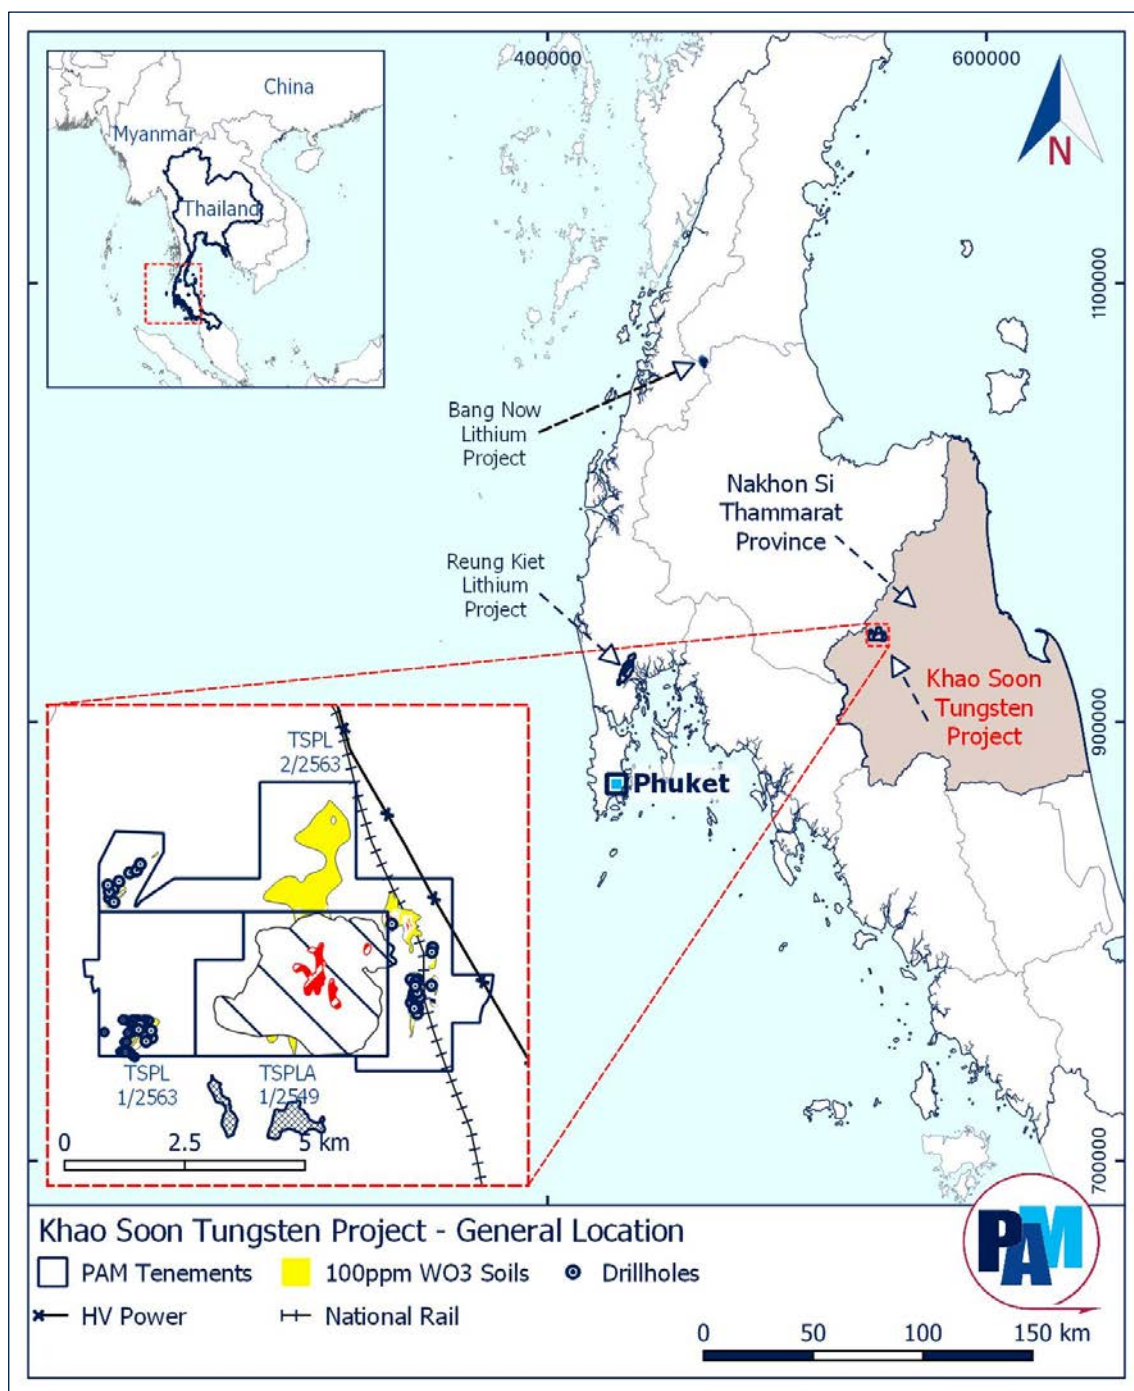 400000
600000
China
Myanmar
Thailand
N
1100000
Bang Now
Lithium
Project
Nakhon Si
Thammarat
Province
Reung Kiet
Lithium
Project
Khao Soon
Tungsten
Project
900000
Phuket
TSPL
2/2563
TSPL
1/2563
TSPLA
1/2549
0 2.5 5 km
700000
Khao Soon Tungsten Project - General Location
PAM Tenements
100ppm WO3 Soils
Drillholes
HV Power
National Rail
PAM
0 50 100 150 km